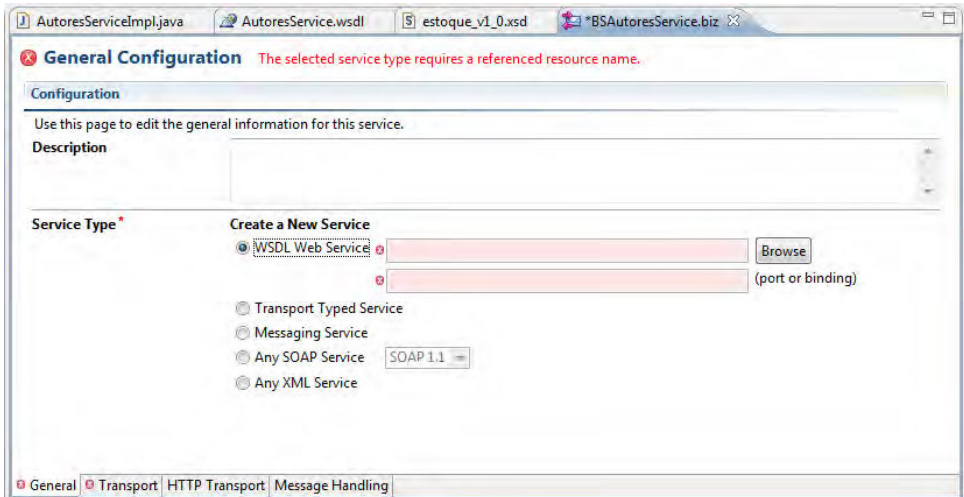 AutoresServiceImpl.java AutoresService.wsdl estoque_v1_0.xsd *BSAutoresService.biz
General Configuration The selected service type requires a referenced resource name.
Configuration
Use this page to edit the general information for this service.
Description
Service Type * Create a New Service
WSDL Web Service Browse
(port or binding)
Transport Typed Service
Messaging Service
Any SOAP Service SOAP 1.1
Any XML Service
General Transport HTTP Transport Message Handling